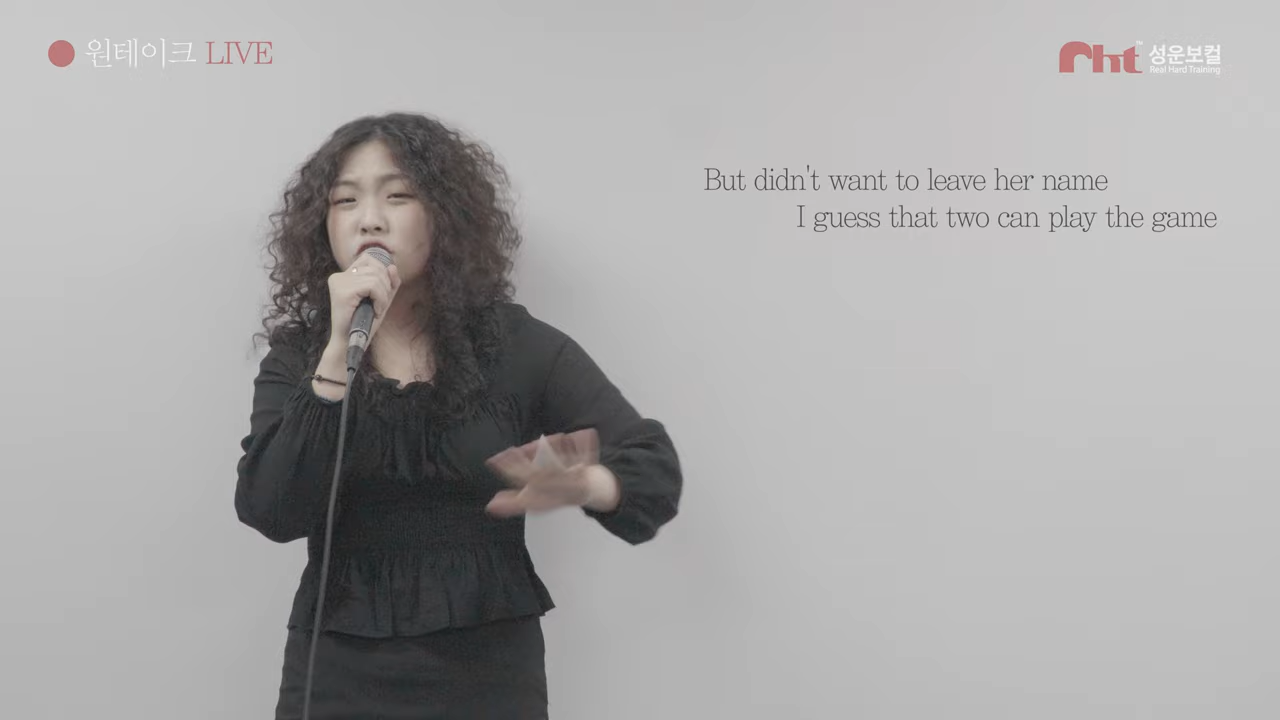 원테이크 LIVE
rht™ 성운보컬
Real Hard Training
But didn't want to leave her name
I guess that two can play the game